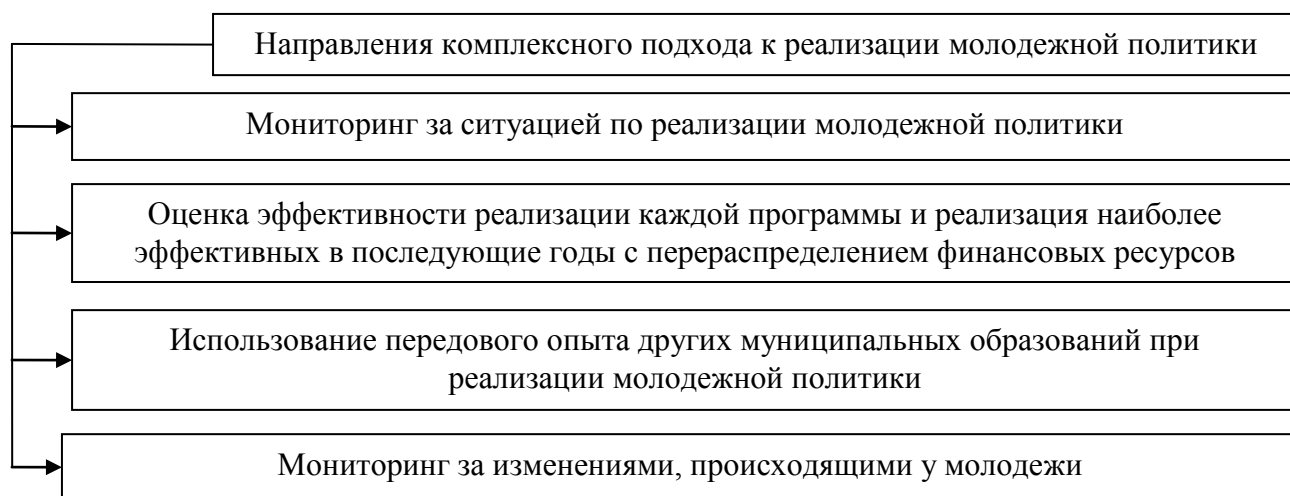 Направления комплексного подхода к реализации молодежной политики
Мониторинг за ситуацией по реализации молодежной политики
Оценка эффективности реализации каждой программы и реализация наиболее
эффективных в последующие годы с перераспределением финансовых ресурсов
Использование передового опыта других муниципальных образований при
реализации молодежной политики
Мониторинг за изменениями, происходящими у молодежи